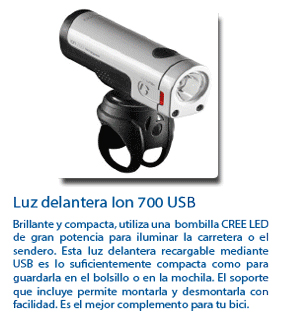 Luz delantera Ion 700 USB
Brillante y compacta, utiliza una bombilla CREE LED
de gran potencia para iluminar la carretera o el
sendero. Esta luz delantera recargable mediante
USB es lo suficientemente compacta como para
guardarla en el bolsillo o en la mochila. El soporte
que incluye permite montarla y desmontarla con
facilidad. Es el mejor complemento para tu bici.